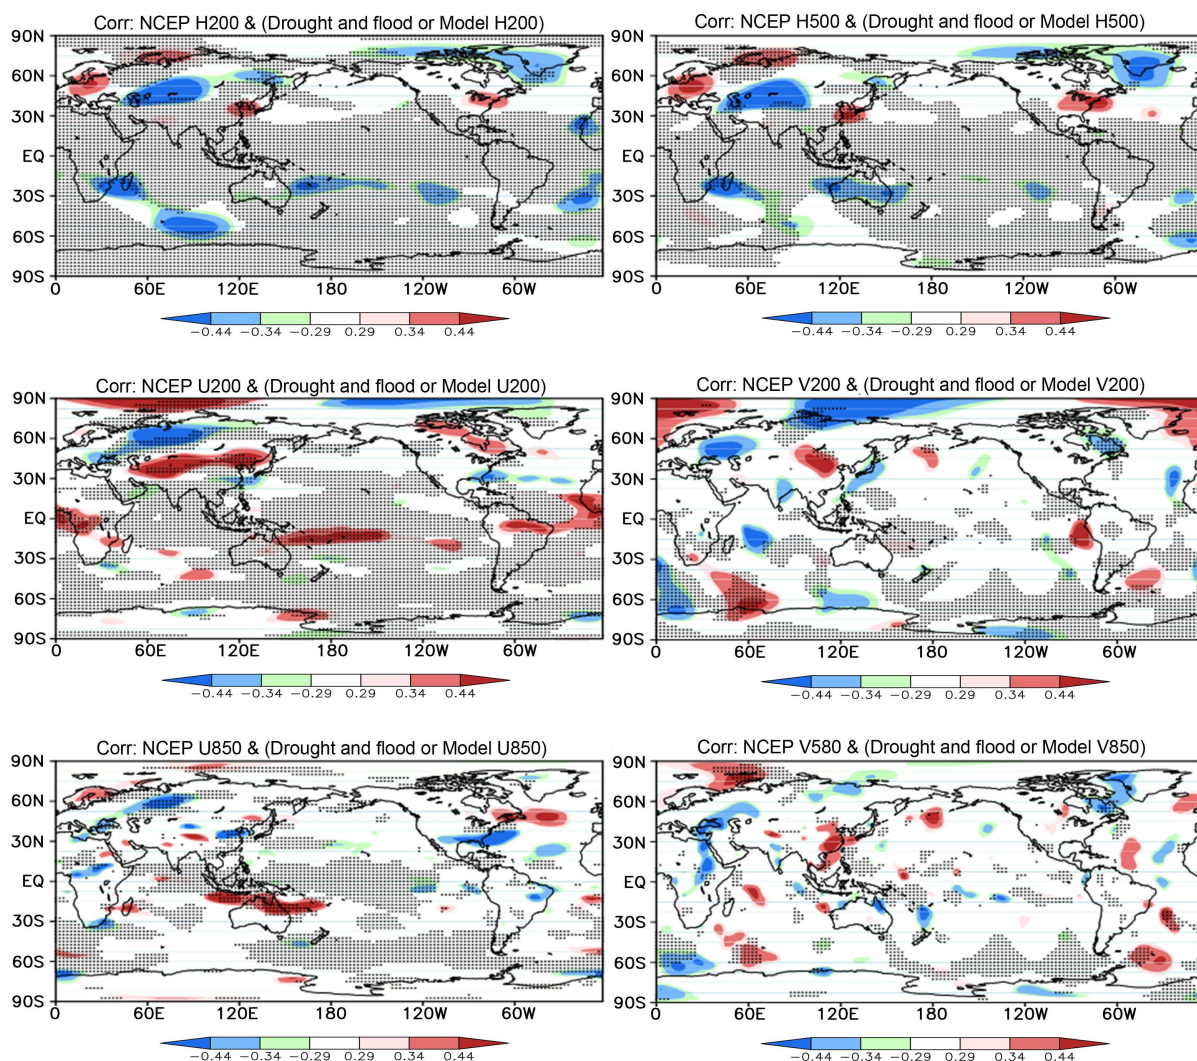 Corr: NCEP H200 & (Drought and flood or Model H200)
90N
60N
30N
EQ
30S
60S
90S
0 60E 120E 180 120W 60W
−0.44 −0.34 −0.29 0.29 0.34 0.44
Corr: NCEP H500 & (Drought and flood or Model H500)
90N
60N
30N
EQ
30S
60S
90S
0 60E 120E 180 120W 60W
−0.44 −0.34 −0.29 0.29 0.34 0.44
Corr: NCEP U200 & (Drought and flood or Model U200)
90N
60N
30N
EQ
30S
60S
90S
0 60E 120E 180 120W 60W
−0.44 −0.34 −0.29 0.29 0.34 0.44
Corr: NCEP V200 & (Drought and flood or Model V200)
90N
60N
30N
EQ
30S
60S
90S
0 60E 120E 180 120W 60W
−0.44 −0.34 −0.29 0.29 0.34 0.44
Corr: NCEP U850 & (Drought and flood or Model U850)
90N
60N
30N
EQ
30S
60S
90S
0 60E 120E 180 120W 60W
−0.44 −0.34 −0.29 0.29 0.34 0.44
Corr: NCEP V580 & (Drought and flood or Model V850)
90N
60N
30N
EQ
30S
60S
90S
0 60E 120E 180 120W 60W
−0.44 −0.34 −0.29 0.29 0.34 0.44